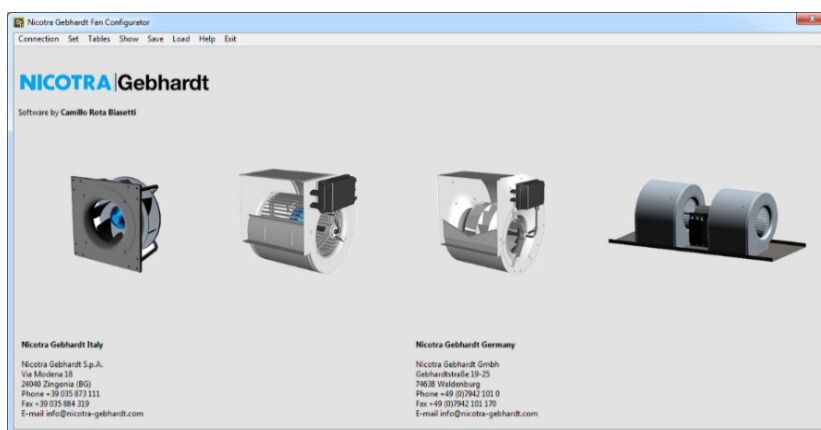 Nicotra Gebhardt Fan Configurator
Connection Set Tables Show Save Load Help Exit
NICOTRA|Gebhardt
Software by Camillo Rota Biasetti
Nicotra Gebhardt Italy
Nicotra Gebhardt S.p.A.
Via Modena 18
24040 Zingonia (BG)
Phone +39 035 873 111
Fax +39 035 884 319
E-mail info@nicotra-gebhardt.com
Nicotra Gebhardt Germany
Nicotra Gebhardt Gmbh
Gebhardtstraße 19-25
74638 Waldenburg
Phone +49 (0)7942 101 0
Fax +49 (0)7942 101 170
E-mail info@nicotra-gebhardt.com